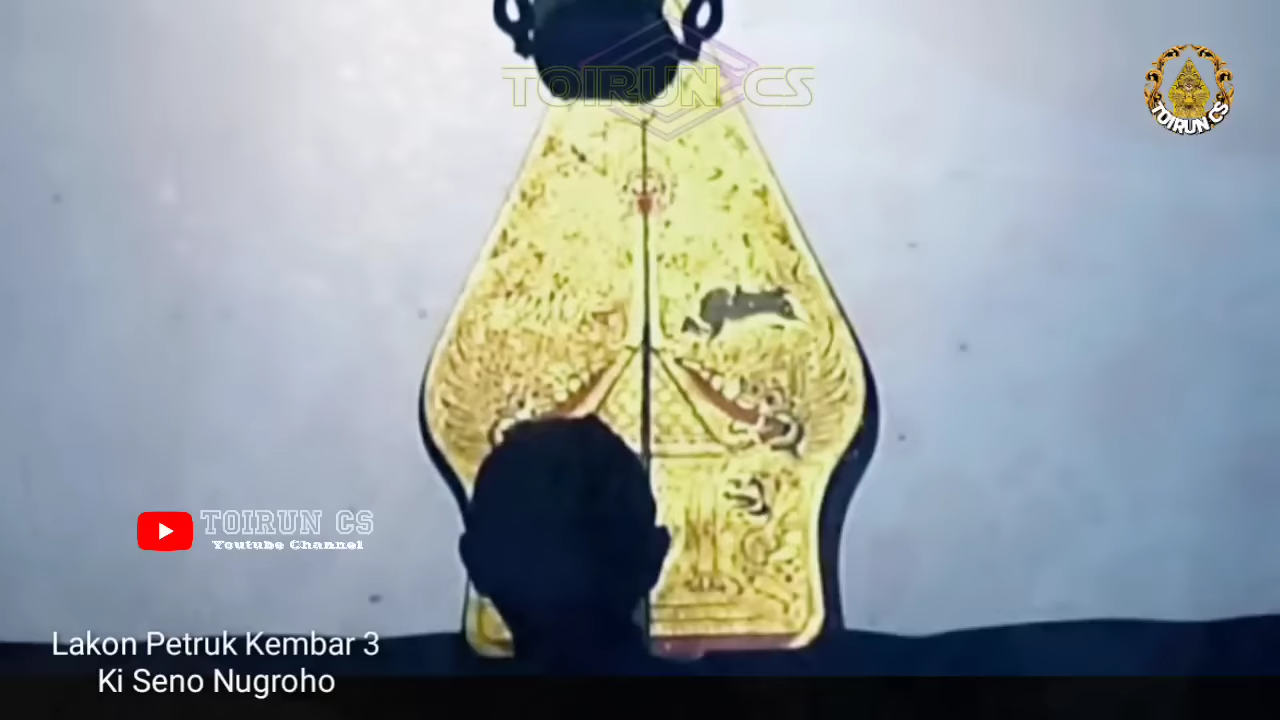 TOIRUN CS
TOIRUN CS
TOIRUN CS
Youtube Channel
Lakon Petruk Kembar 3
Ki Seno Nugroho